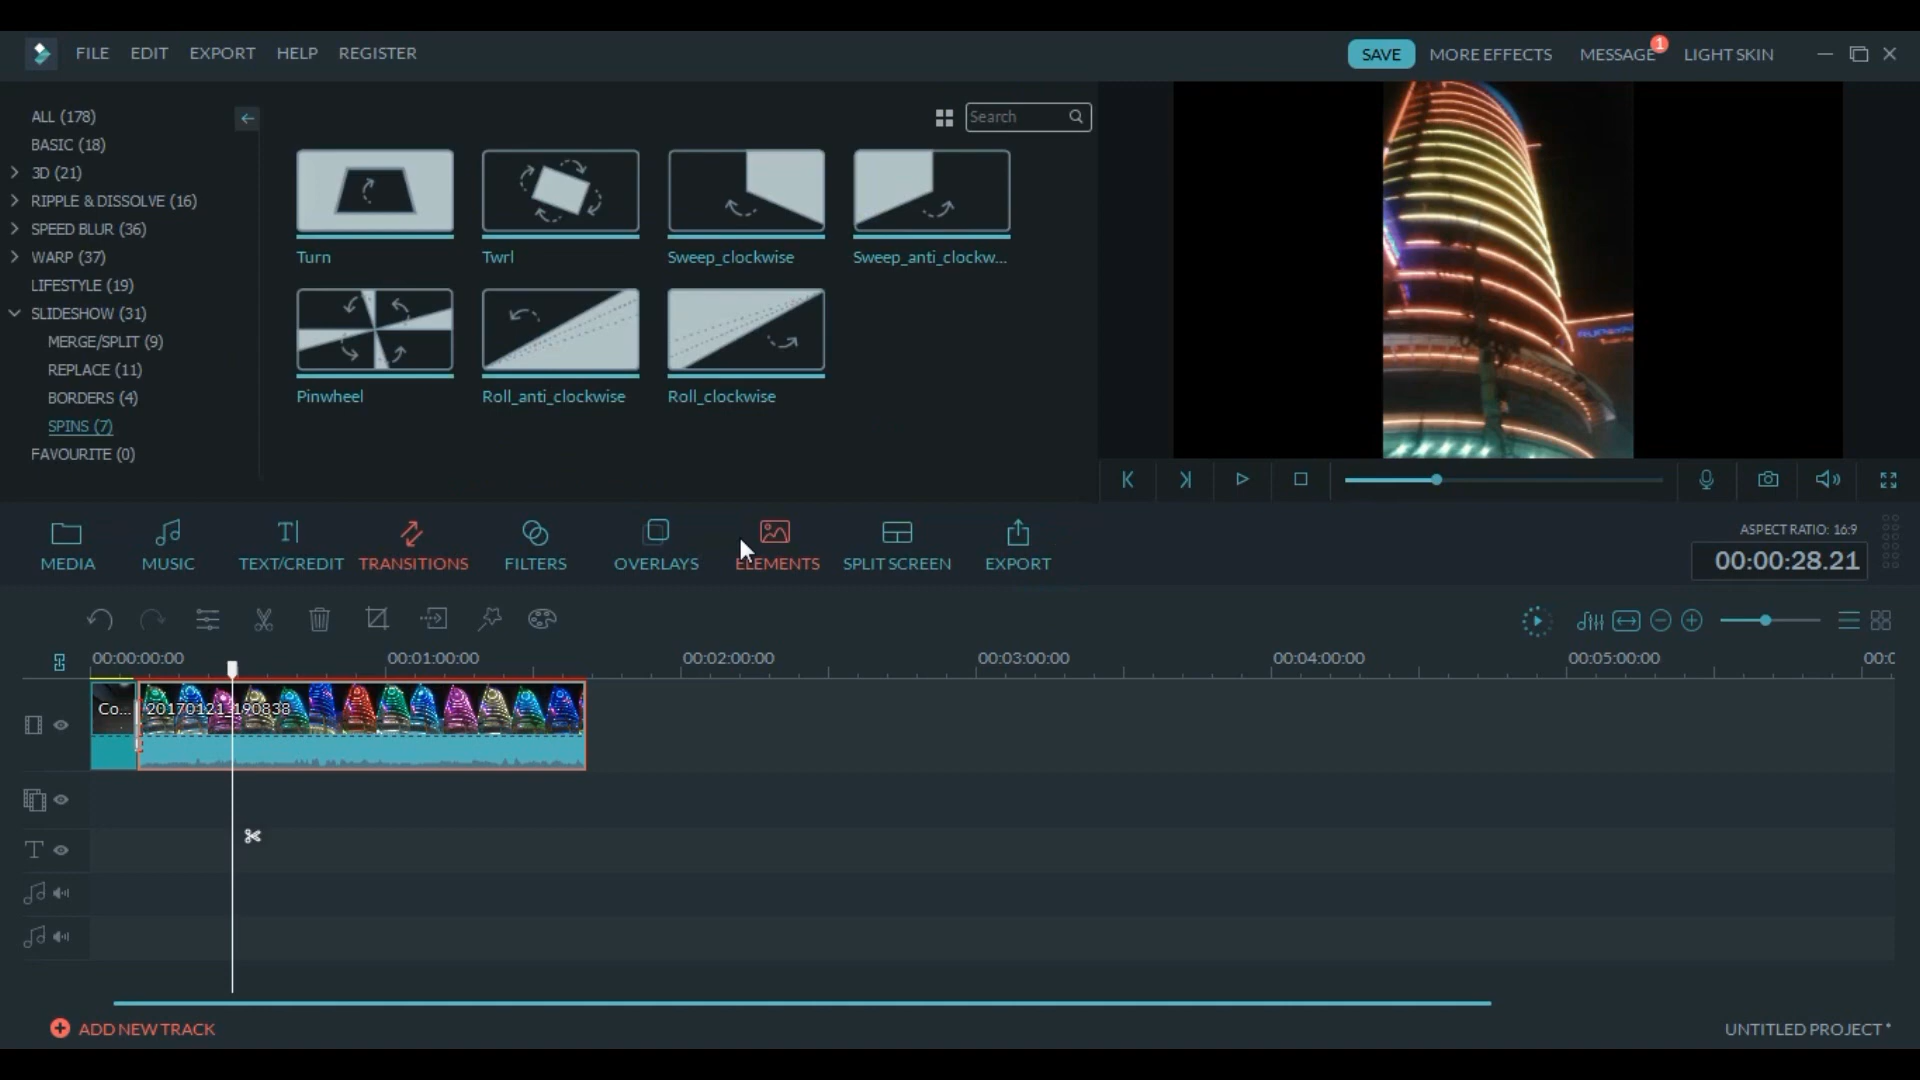 FILE EDIT EXPORT HELP REGISTER
SAVE MORE EFFECTS MESSAGE 1 LIGHT SKIN
ALL (178)
BASIC (18)
3D (21)
RIPPLE & DISSOLVE (16)
SPEED BLUR (36)
WARP (37)
LIFESTYLE (19)
SLIDESHOW (31)
MERGE/SPLIT (9)
REPLACE (11)
BORDERS (4)
SPINS (7)
FAVOURITE (0)
Search
Turn Twrl Sweep_clockwise Sweep_anti_clockw...
Pinwheel Roll_anti_clockwise Roll_clockwise
MEDIA MUSIC TEXT/CREDIT TRANSITIONS FILTERS OVERLAYS ELEMENTS SPLIT SCREEN EXPORT
ASPECT RATIO: 16:9
00:00:28.21
00:00:00:00 00:01:00:00 00:02:00:00 00:03:00:00 00:04:00:00 00:05:00:00
Co... 20170121_190838
ADD NEW TRACK
UNTITLED PROJECT *